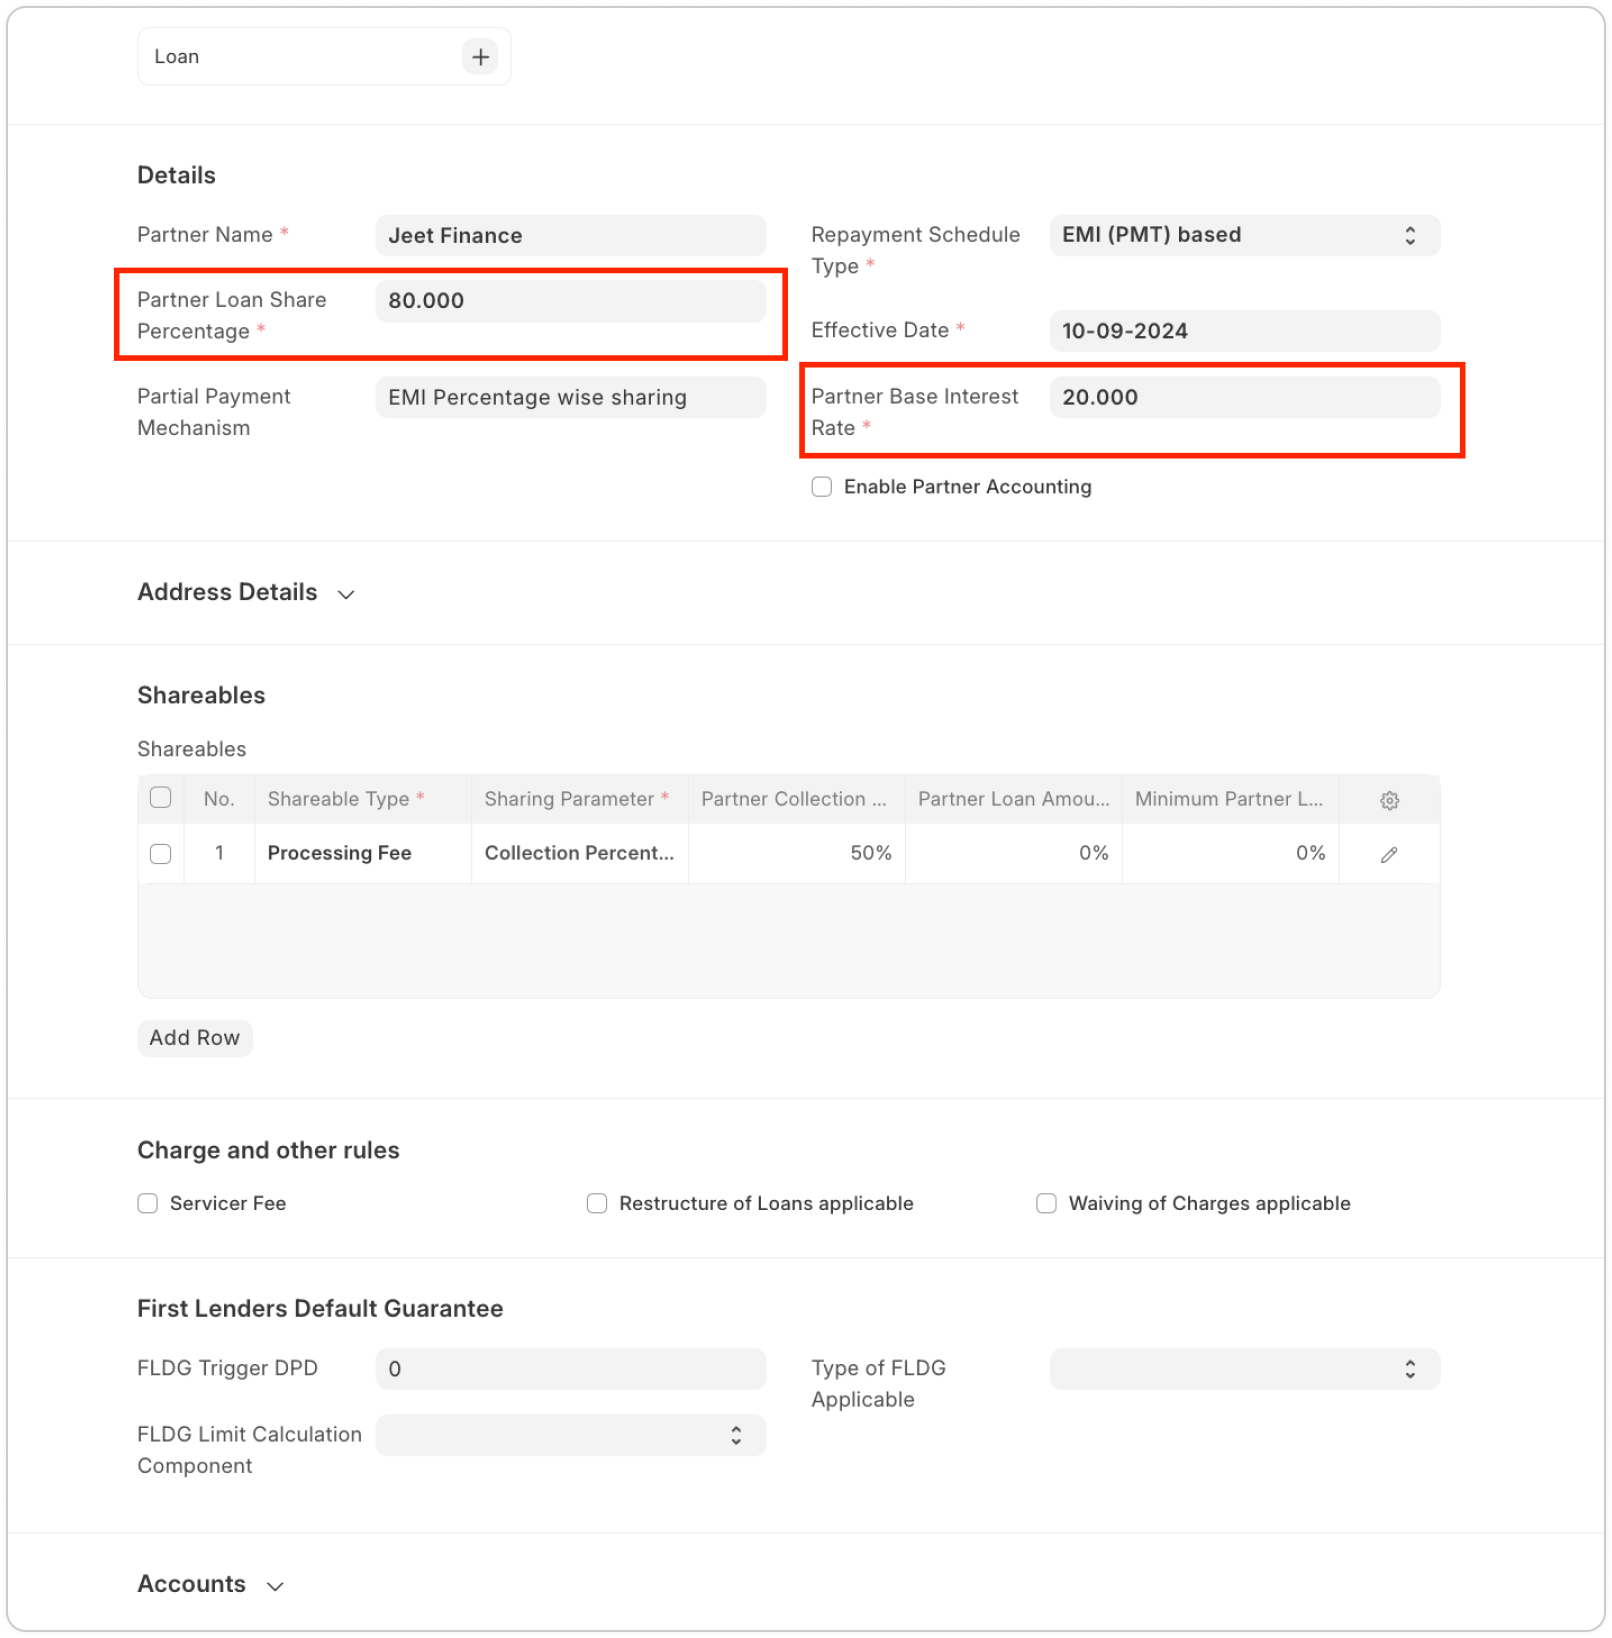 Loan
Details
Partner Name *
Jeet Finance
Partner Loan Share
Percentage *
80.000
Partial Payment
Mechanism
EMI Percentage wise sharing
Repayment Schedule
Type *
EMI (PMT) based
Effective Date *
10-09-2024
Partner Base Interest
Rate *
20.000
Enable Partner Accounting
Address Details
Shareables
Shareables
No. Shareable Type * Sharing Parameter * Partner Collection ... Partner Loan Amou... Minimum Partner L...
1 Processing Fee Collection Percent... 50% 0% 0%
Add Row
Charge and other rules
Servicer Fee Restructure of Loans applicable Waiving of Charges applicable
First Lenders Default Guarantee
FLDG Trigger DPD
0
FLDG Limit Calculation
Component
Type of FLDG
Applicable
Accounts